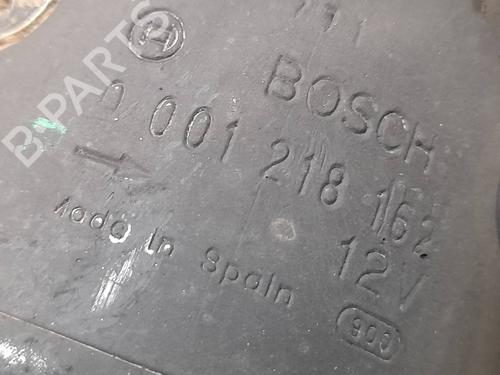 B-PARTS
BOSCH
0 001 218 162
12V
Made in Spain
900